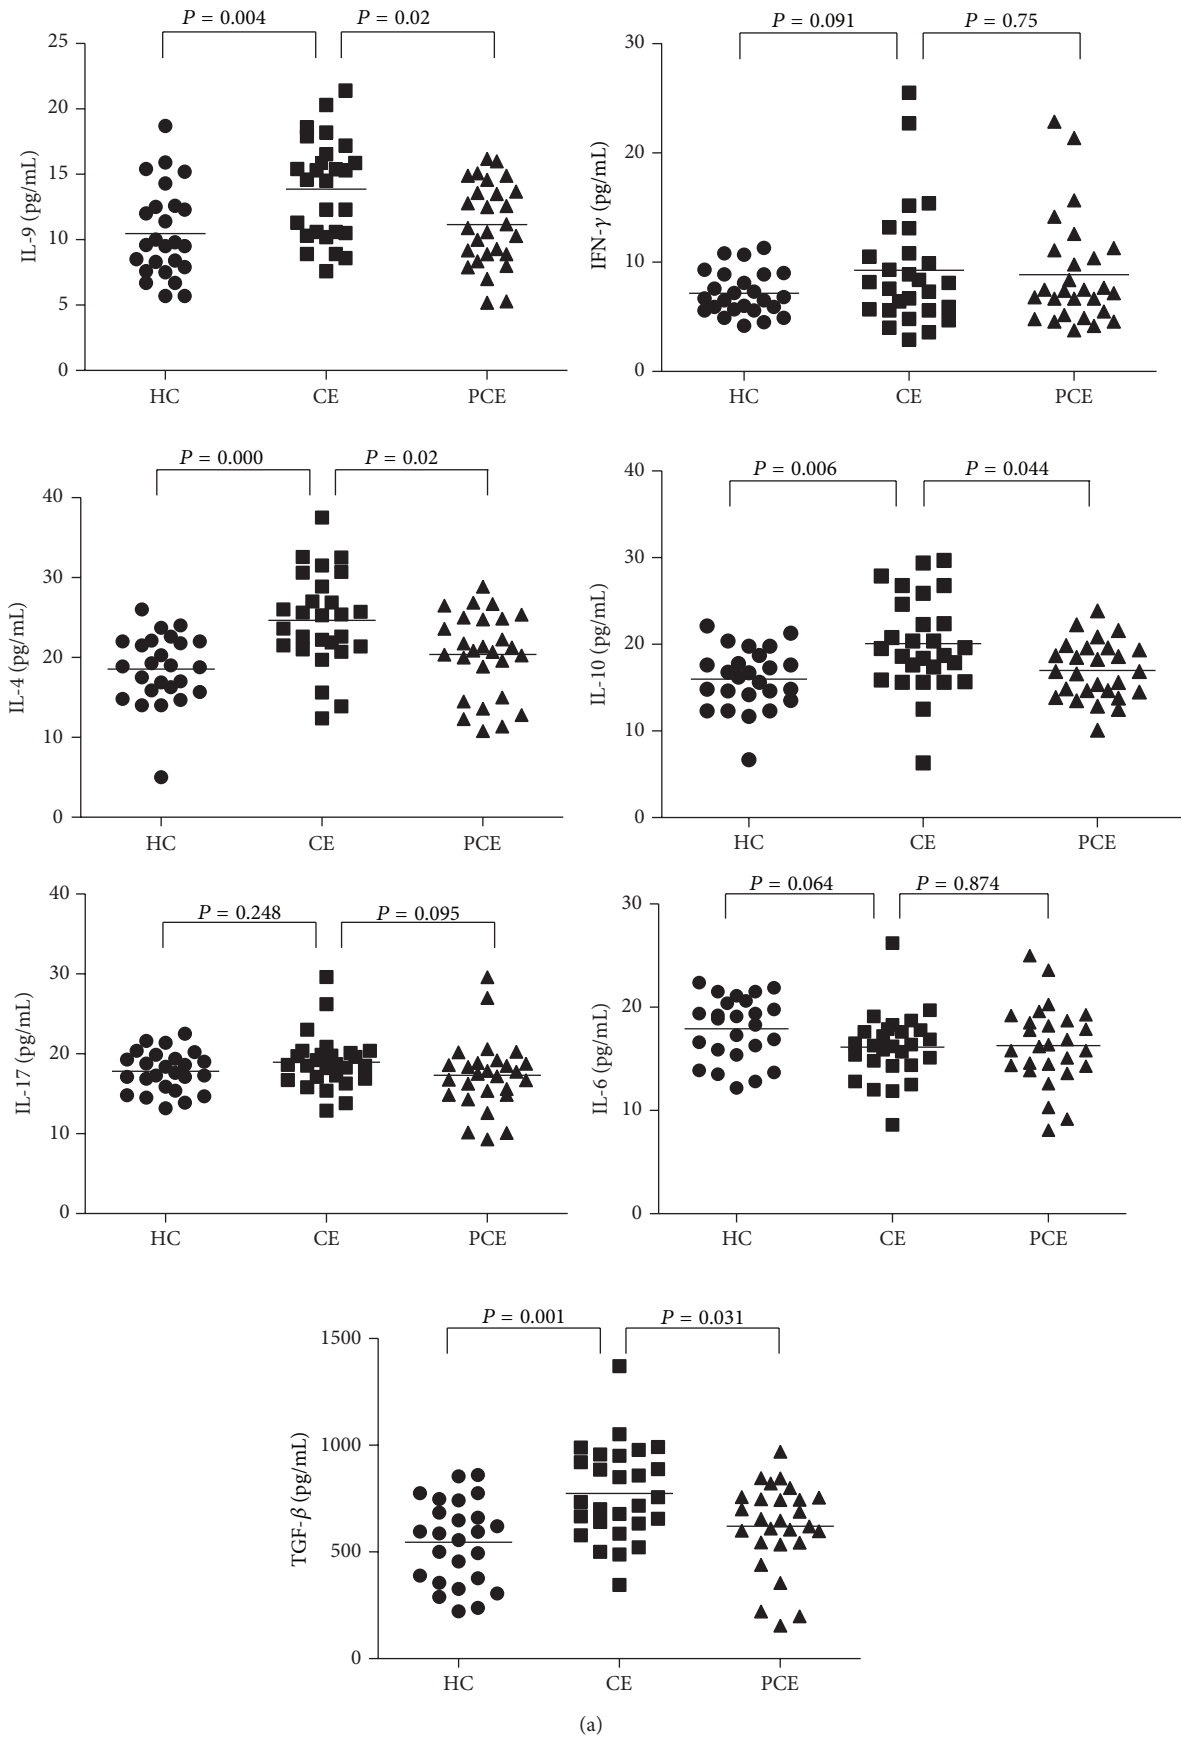 P = 0.004 P = 0.02
25
20
15
10
5
0
IL-9 (pg/mL)
HC CE PCE
P = 0.091 P = 0.75
30
20
10
0
IFN-γ (pg/mL)
HC CE PCE
P = 0.000 P = 0.02
40
30
20
10
0
IL-4 (pg/mL)
HC CE PCE
P = 0.006 P = 0.044
40
30
20
10
0
IL-10 (pg/mL)
HC CE PCE
P = 0.248 P = 0.095
40
30
20
10
0
IL-17 (pg/mL)
HC CE PCE
P = 0.064 P = 0.874
30
20
10
0
IL-6 (pg/mL)
HC CE PCE
P = 0.001 P = 0.031
1500
1000
500
0
TGF-β (pg/mL)
HC CE PCE
(a)